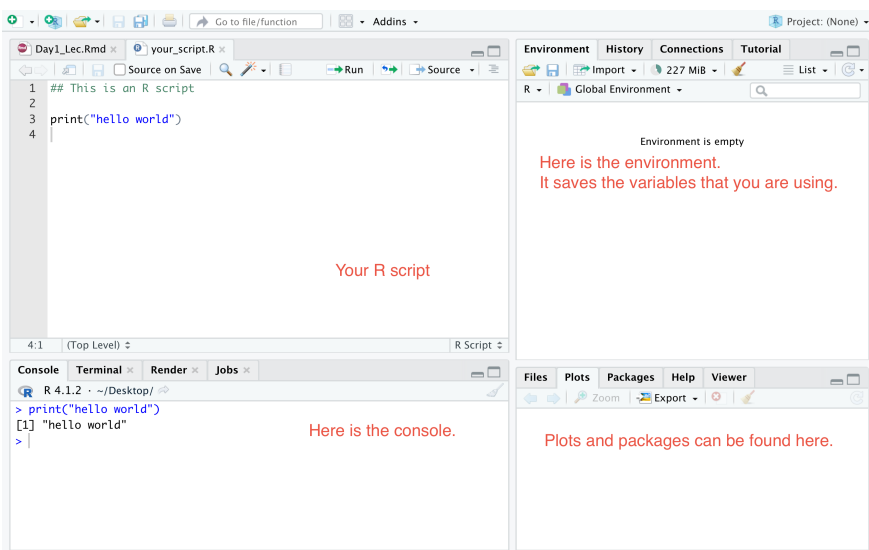 Go to file/function
Addins
Project: (None)
Day1_Lec.Rmd
your_script.R
Source on Save
Run
Source
1 ## This is an R script
2
3 print("hello world")
4
Your R script
4:1 (Top Level) R Script
Console Terminal Render Jobs
R 4.1.2 · ~/Desktop/
> print("hello world")
[1] "hello world"
>
Here is the console.
Environment History Connections Tutorial
Import 227 MiB List
R Global Environment
Environment is empty
Here is the environment.
It saves the variables that you are using.
Files Plots Packages Help Viewer
Zoom Export
Plots and packages can be found here.